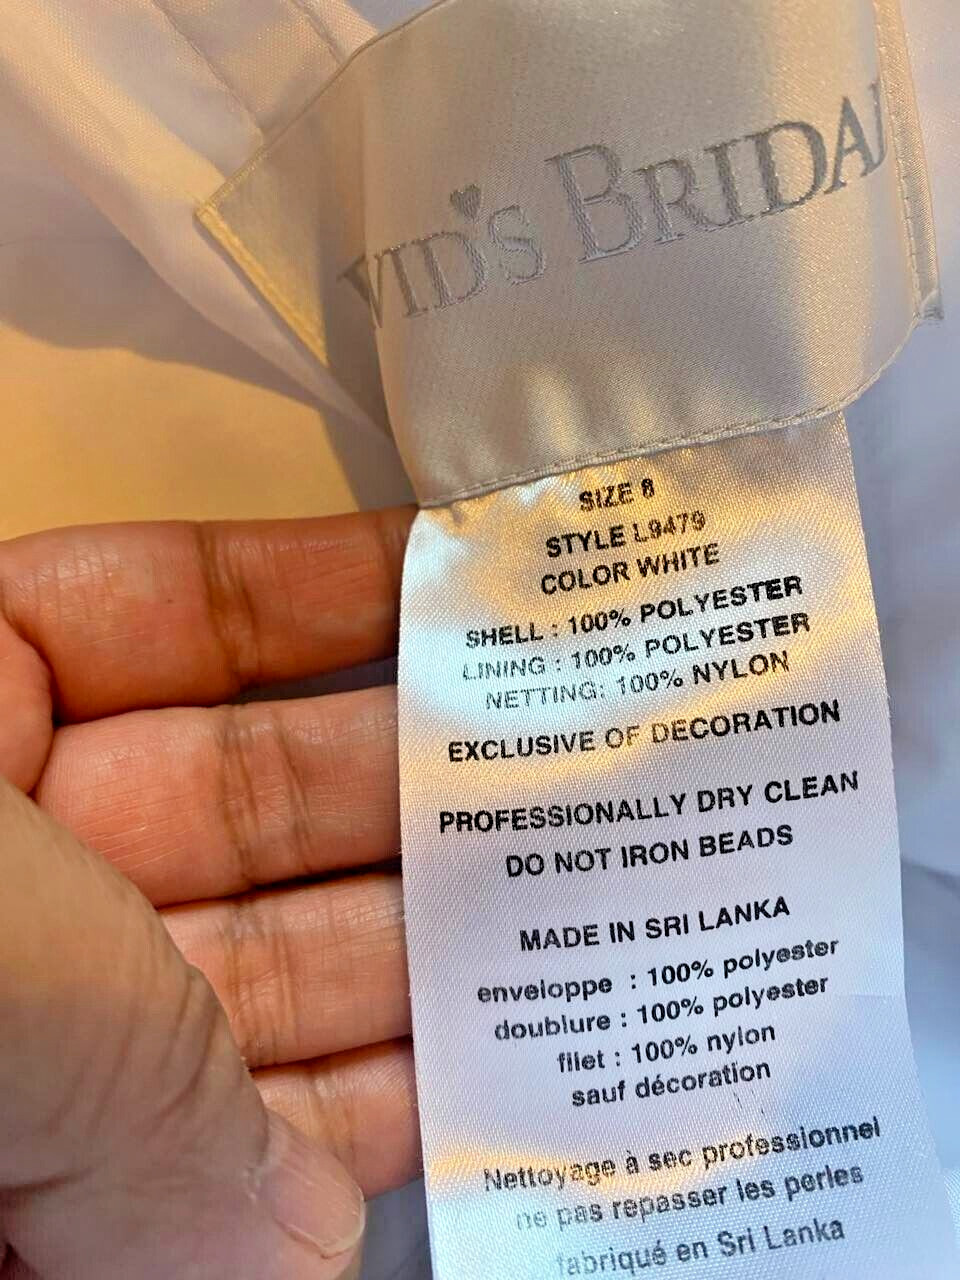 VID'S BRIDAL
SIZE 8
STYLE L9479
COLOR WHITE
SHELL : 100% POLYESTER
LINING : 100% POLYESTER
NETTING: 100% NYLON
EXCLUSIVE OF DECORATION
PROFESSIONALLY DRY CLEAN
DO NOT IRON BEADS
MADE IN SRI LANKA
enveloppe : 100% polyester
doublure : 100% polyester
filet : 100% nylon
sauf décoration
Nettoyage à sec professionnel
ne pas repasser les perles
fabriqué en Sri Lanka